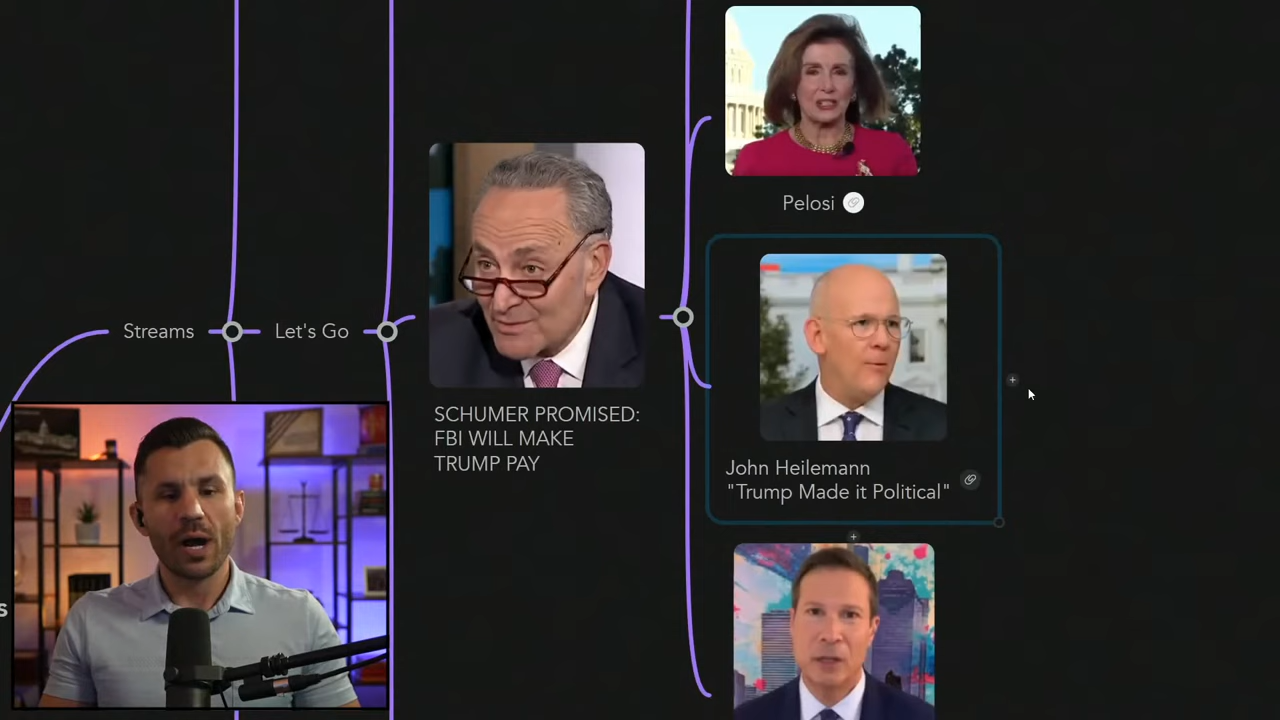 Pelosi
Streams
Let's Go
SCHUMER PROMISED:
FBI WILL MAKE
TRUMP PAY
John Heilemann
"Trump Made it Political"
s